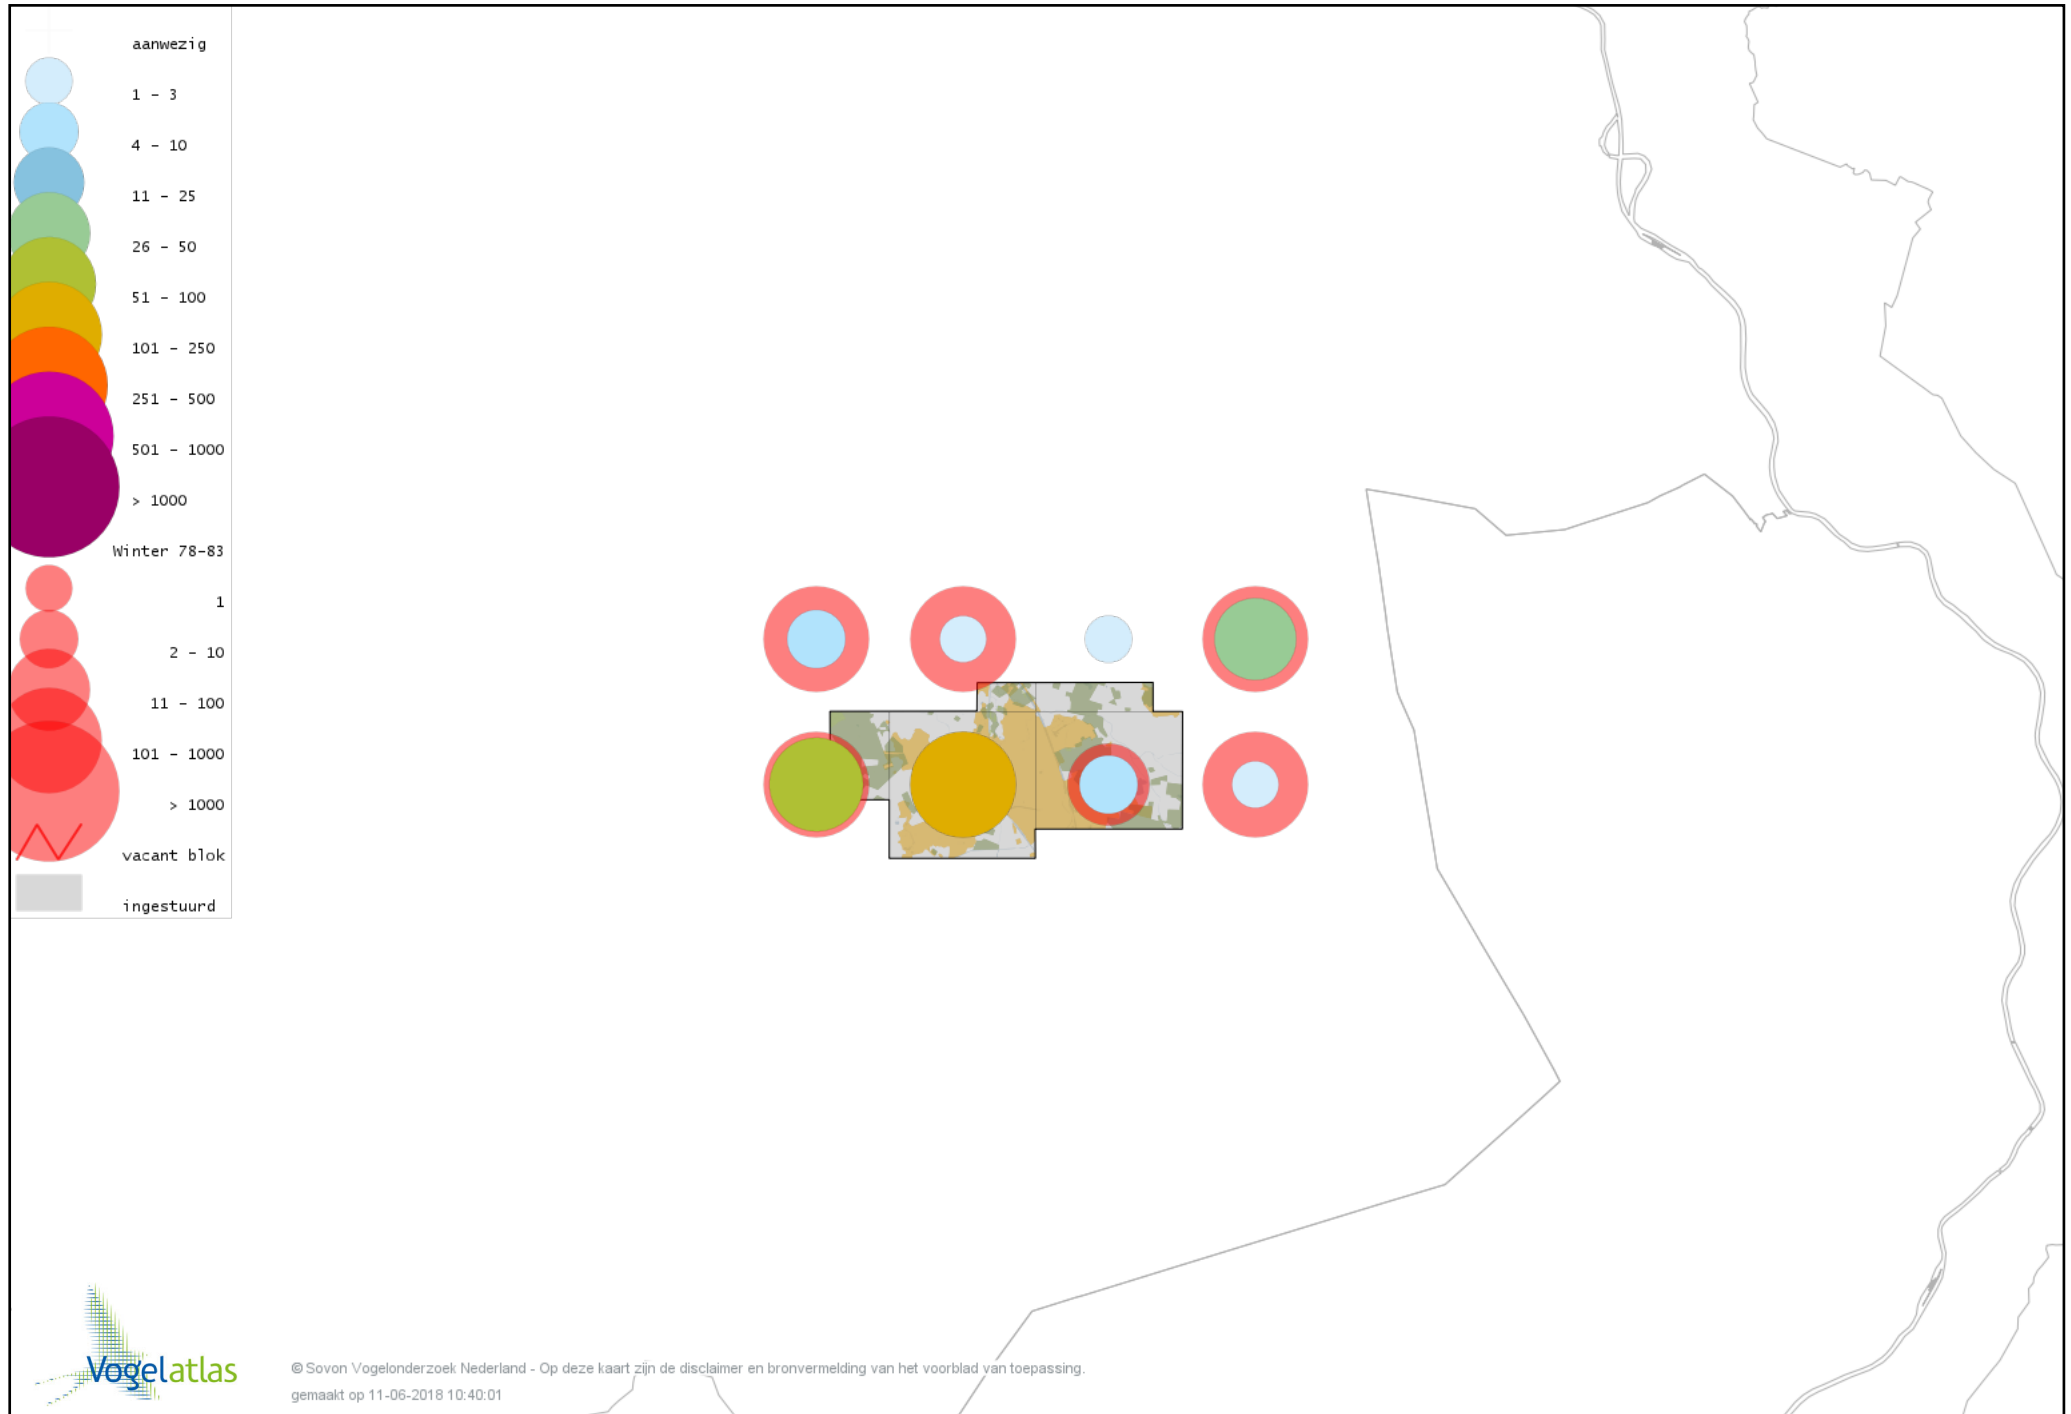 aanwezig
1 - 3
4 - 10
11 - 25
26 - 50
51 - 100
101 - 250
251 - 500
501 - 1000
> 1000
Winter 78-83
1
2 - 10
11 - 100
101 - 1000
> 1000
vacant blok
ingestuurd
Vogelatlas
© Sovon Vogelonderzoek Nederland - Op deze kaart zijn de disclaimer en bronvermelding van het voorblad van toepassing.
gemaakt op 11-06-2018 10:40:01